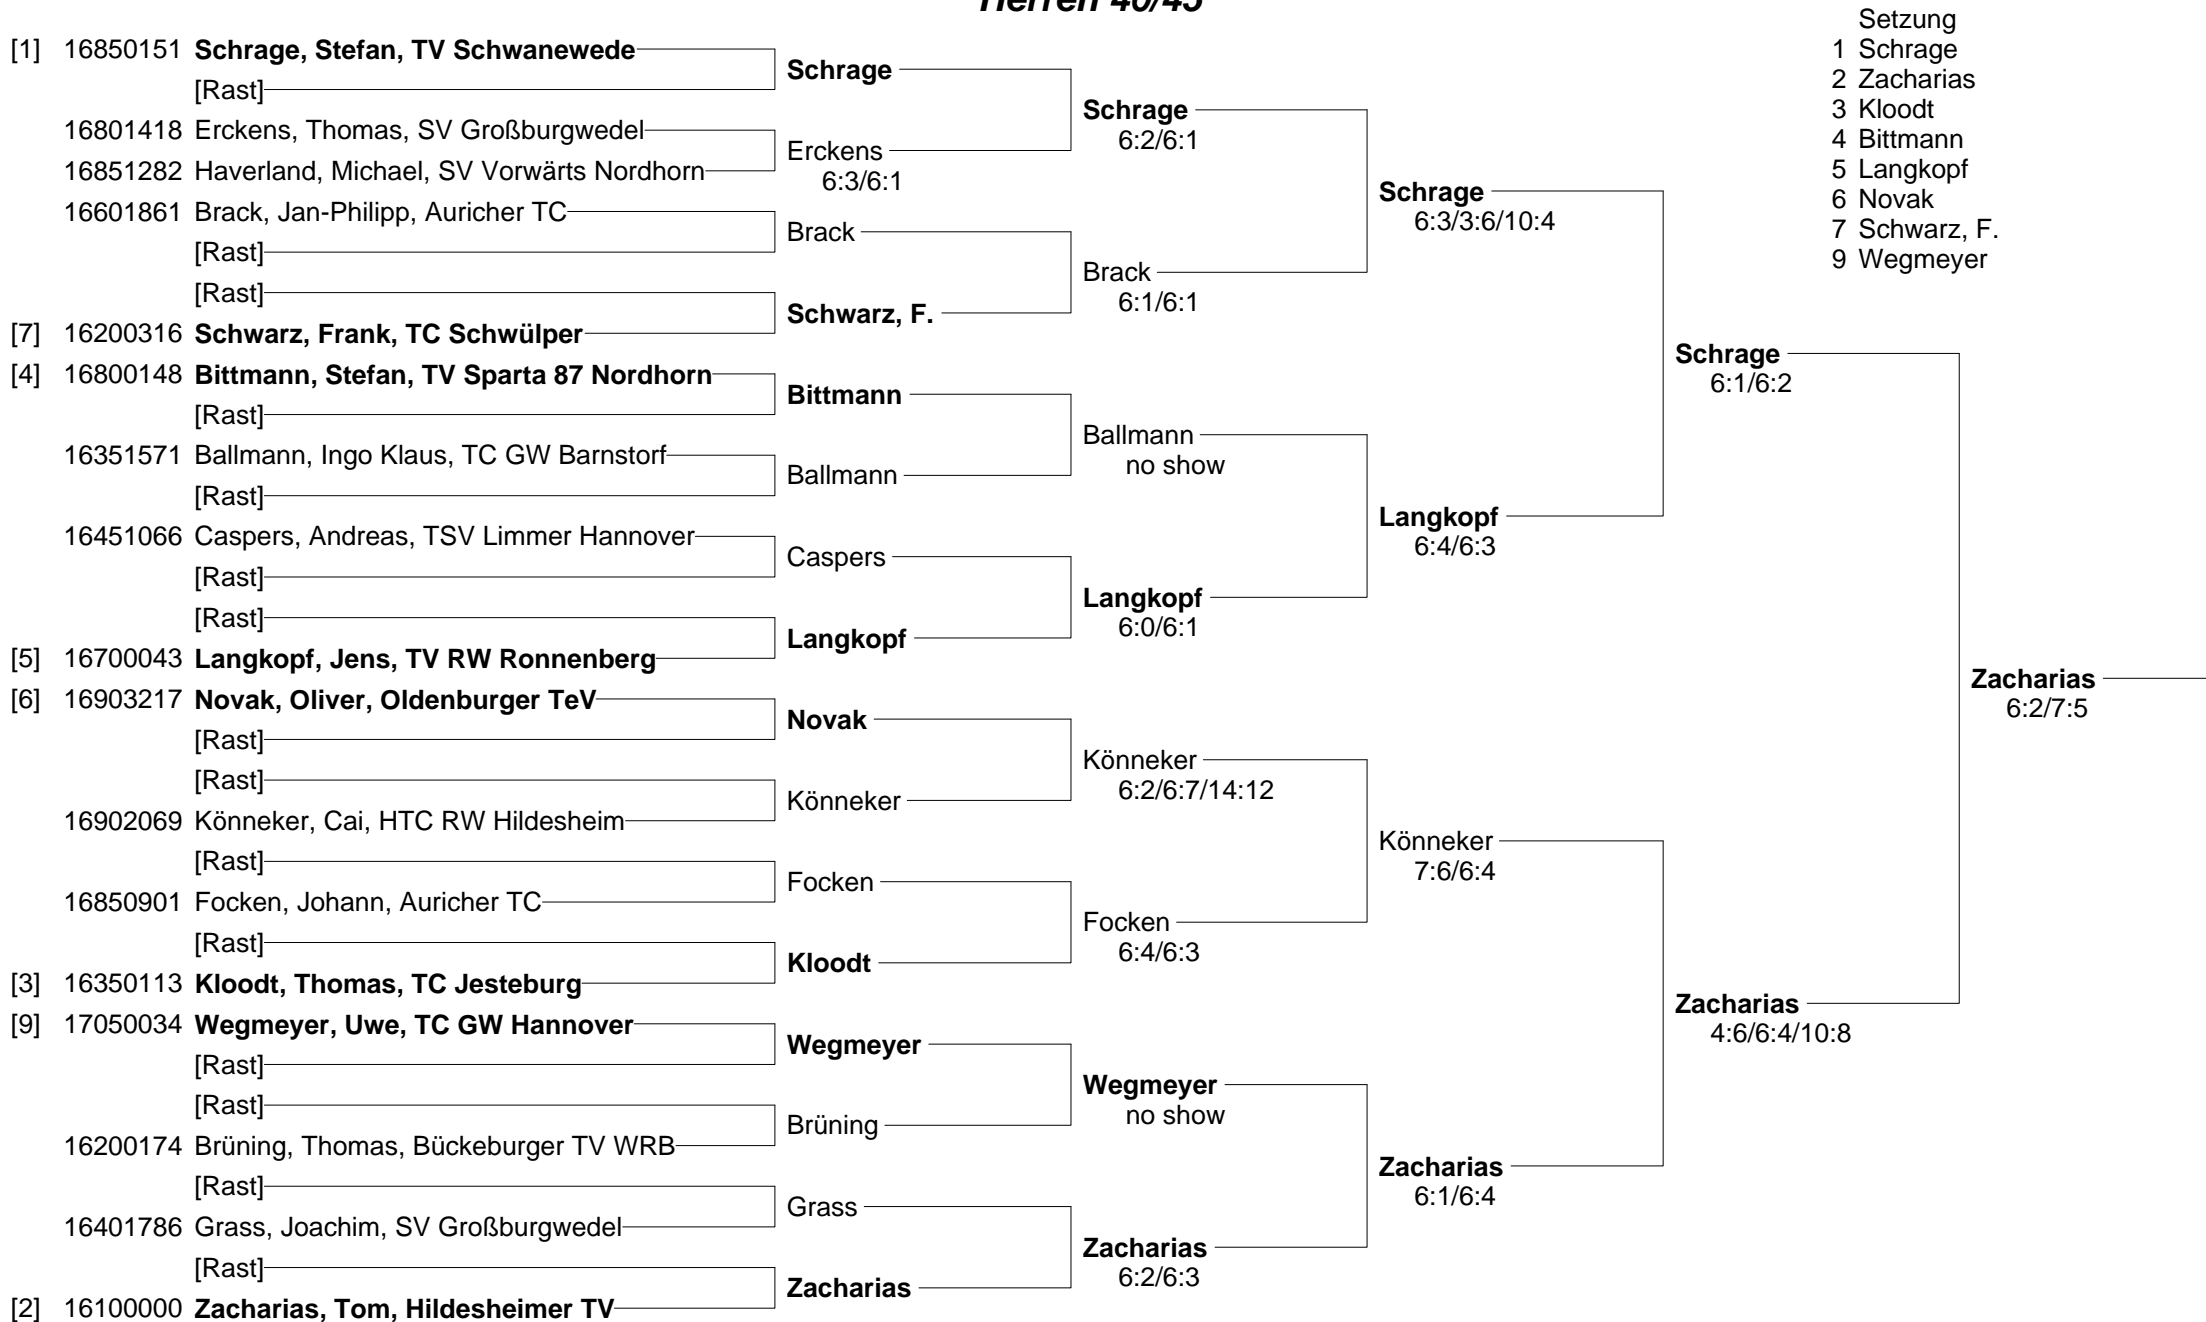 Herren 40/45
Setzung
1 Schrage
2 Zacharias
3 Kloodt
4 Bittmann
5 Langkopf
6 Novak
7 Schwarz, F.
9 Wegmeyer
[1] 16850151 Schrage, Stefan, TV Schwanewede
[Rast]
16801418 Erckens, Thomas, SV Großburgwedel
16851282 Haverland, Michael, SV Vorwärts Nordhorn
16601861 Brack, Jan-Philipp, Auricher TC
[Rast]
[Rast]
[7] 16200316 Schwarz, Frank, TC Schwülper
[4] 16800148 Bittmann, Stefan, TV Sparta 87 Nordhorn
[Rast]
16351571 Ballmann, Ingo Klaus, TC GW Barnstorf
[Rast]
16451066 Caspers, Andreas, TSV Limmer Hannover
[Rast]
[Rast]
[5] 16700043 Langkopf, Jens, TV RW Ronnenberg
[6] 16903217 Novak, Oliver, Oldenburger TeV
[Rast]
[Rast]
16902069 Könneker, Cai, HTC RW Hildesheim
[Rast]
16850901 Focken, Johann, Auricher TC
[Rast]
[3] 16350113 Kloodt, Thomas, TC Jesteburg
[9] 17050034 Wegmeyer, Uwe, TC GW Hannover
[Rast]
[Rast]
16200174 Brüning, Thomas, Bückeburger TV WRB
[Rast]
16401786 Grass, Joachim, SV Großburgwedel
[Rast]
[2] 16100000 Zacharias, Tom, Hildesheimer TV
Schrage
Erckens
6:3/6:1
Brack
Schwarz, F.
Bittmann
Ballmann
Caspers
Langkopf
Novak
Könneker
Focken
Kloodt
Wegmeyer
Brüning
Grass
Zacharias
Schrage
6:2/6:1
Brack
6:1/6:1
Ballmann
no show
Langkopf
6:0/6:1
Könneker
6:2/6:7/14:12
Focken
6:4/6:3
Wegmeyer
no show
Zacharias
6:2/6:3
Schrage
6:3/3:6/10:4
Langkopf
6:4/6:3
Könneker
7:6/6:4
Zacharias
6:1/6:4
Schrage
6:1/6:2
Zacharias
4:6/6:4/10:8
Zacharias
6:2/7:5